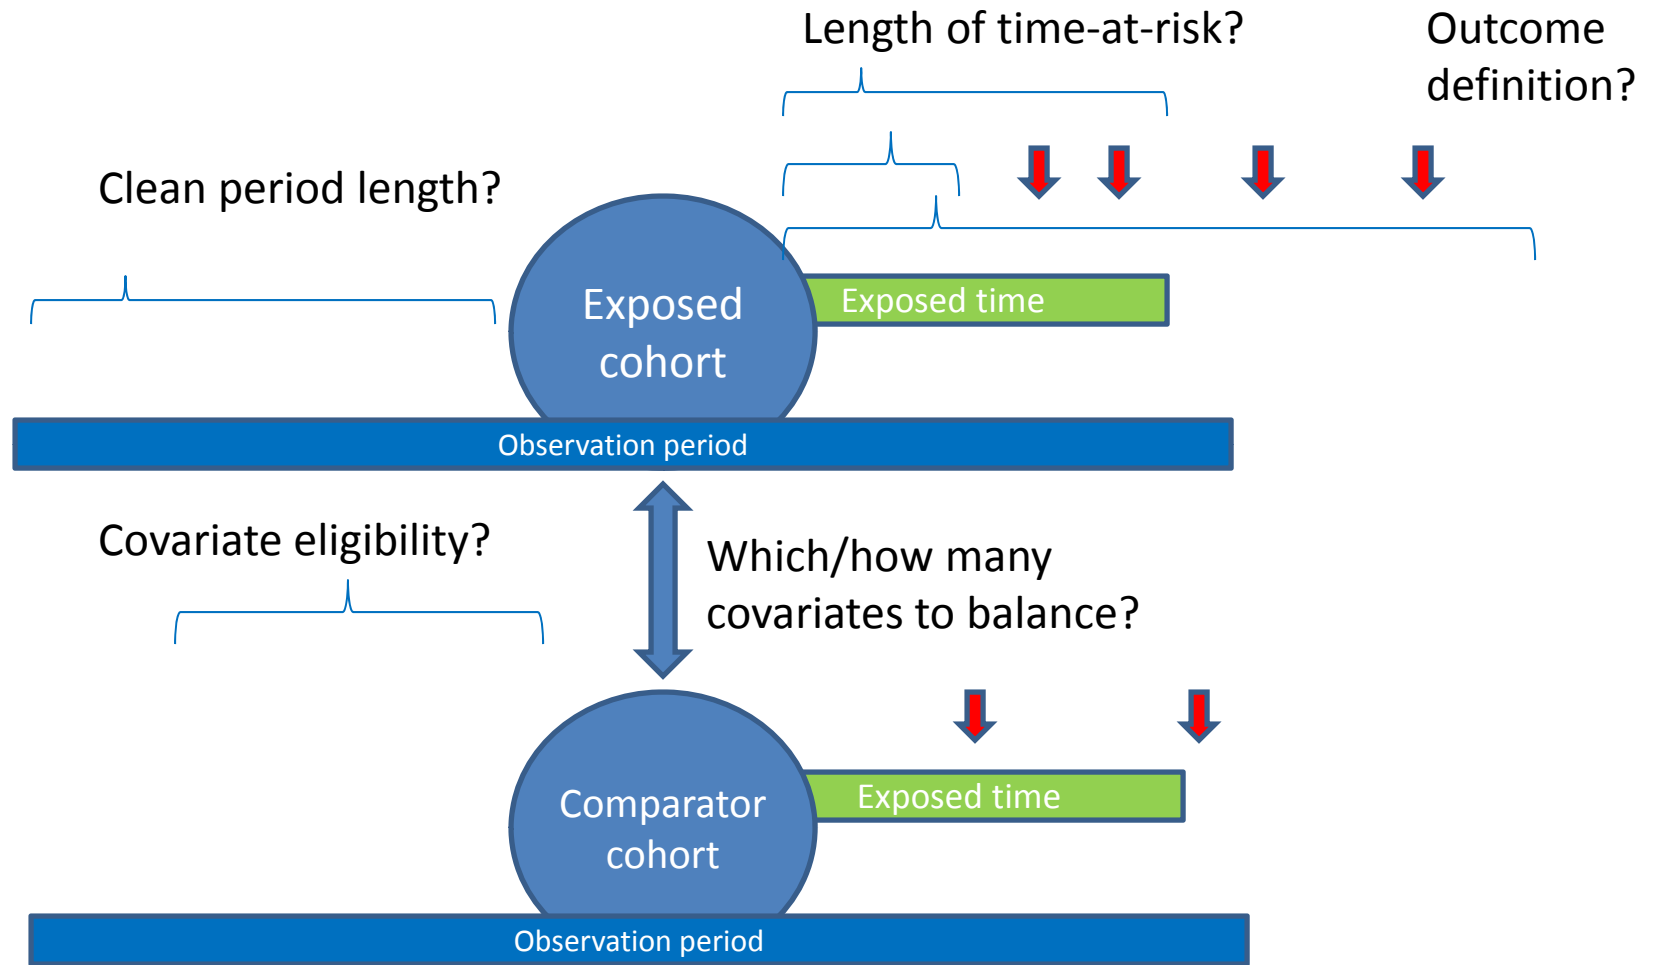 Length of time-at-risk?
Outcome
definition?
Clean period length?
Exposed
cohort
Exposed time
Observation period
Covariate eligibility?
Which/how many
covariates to balance?
Comparator
cohort
Exposed time
Observation period